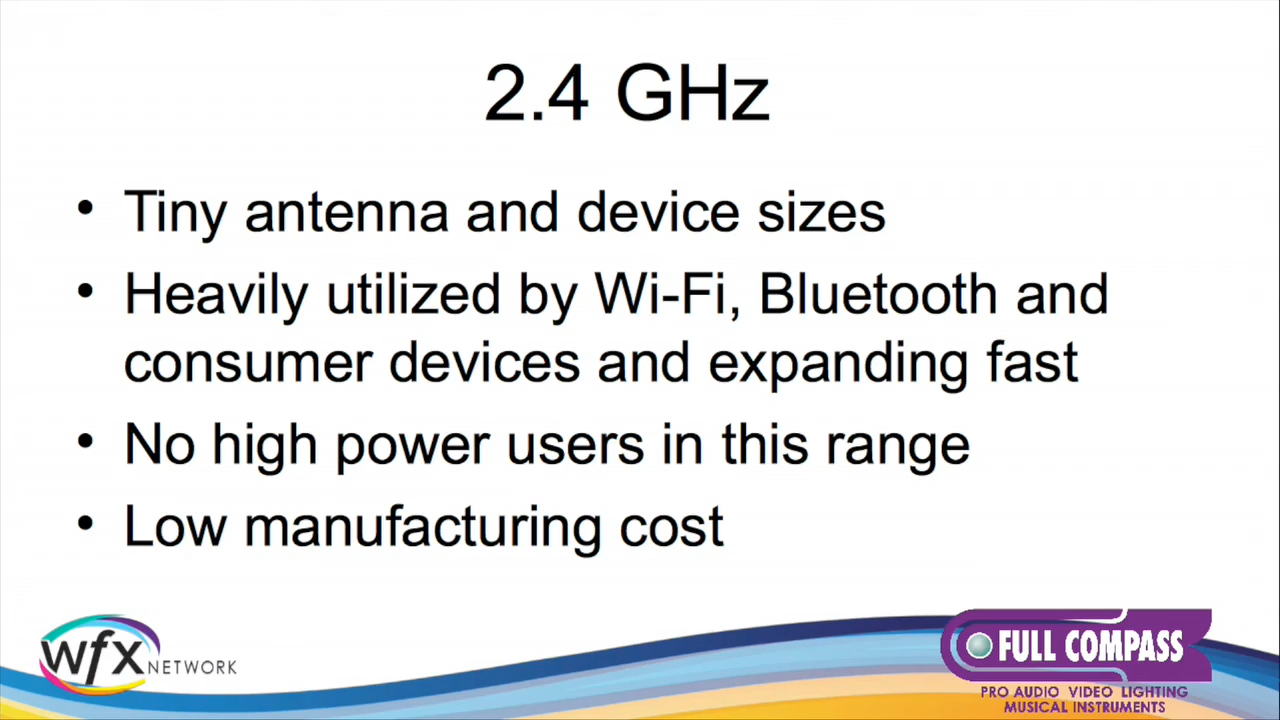 2.4 GHz
• Tiny antenna and device sizes
• Heavily utilized by Wi-Fi, Bluetooth and
consumer devices and expanding fast
• No high power users in this range
• Low manufacturing cost
wfx NETWORK
FULL COMPASS
PRO AUDIO VIDEO LIGHTING
MUSICAL INSTRUMENTS